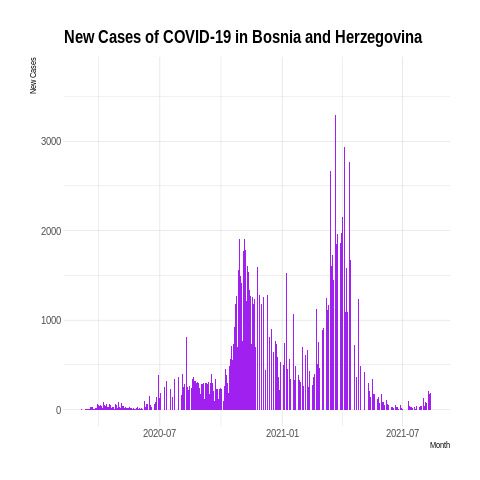 New Cases of COVID-19 in Bosnia and Herzegovina
New Cases
3000
2000
1000
0
2020-07 2021-01 2021-07
Month